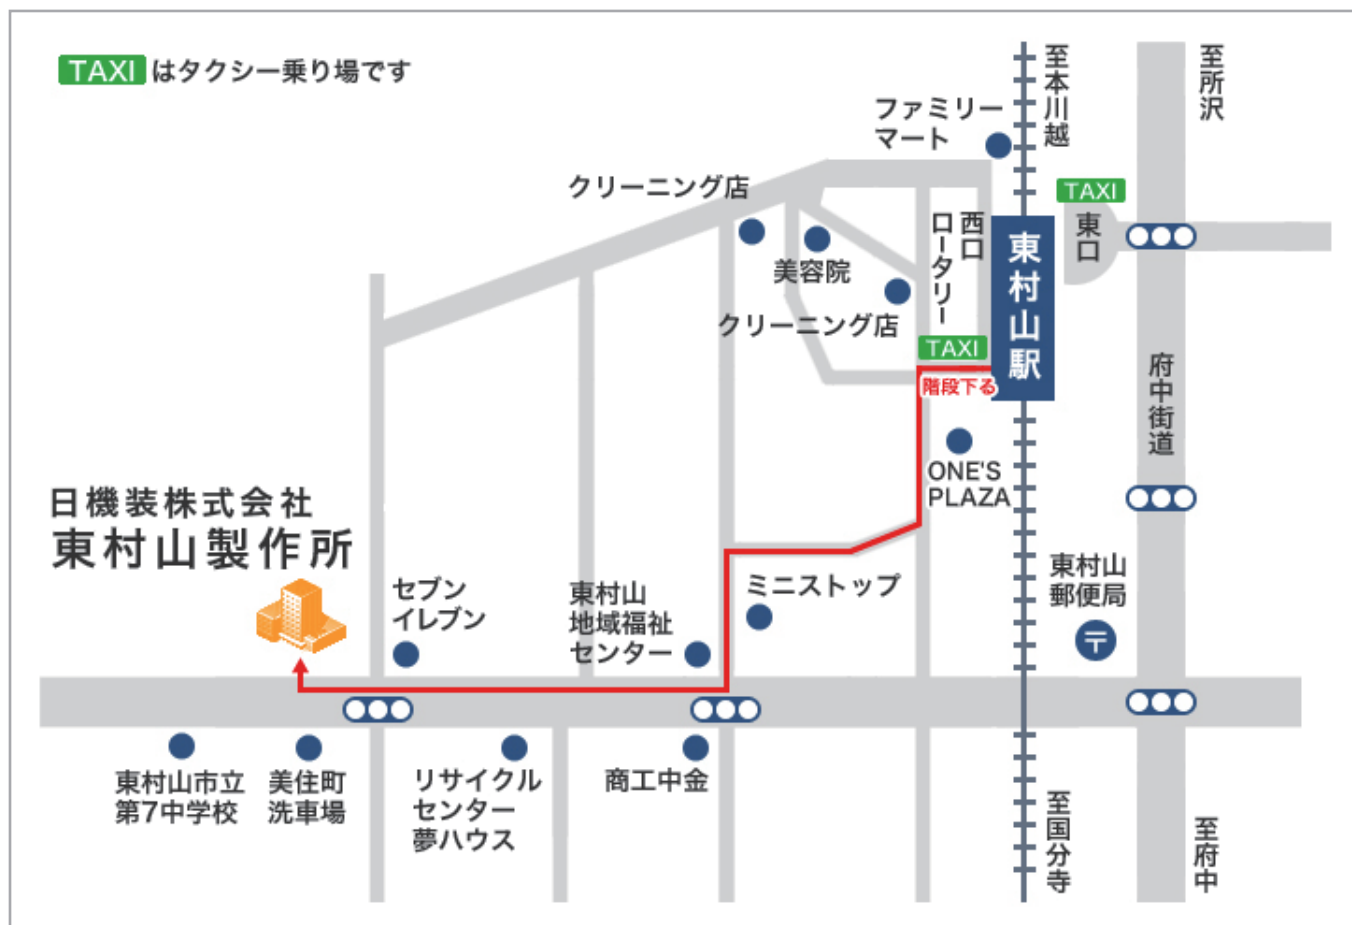 TAXI はタクシー乗り場です
至本川越
至所沢
ファミリー
マート
クリーニング店
TAXI
西口
ロータリー
東村山駅
東口
美容院
クリーニング店
TAXI
階段下る
府中街道
ONE'S
PLAZA
日機装株式会社
東村山製作所
セブン
イレブン
東村山
地域福祉
センター
ミニストップ
東村山
郵便局
〒
東村山市立
第7中学校
美住町
洗車場
リサイクル
センター
夢ハウス
商工中金
至国分寺
至府中